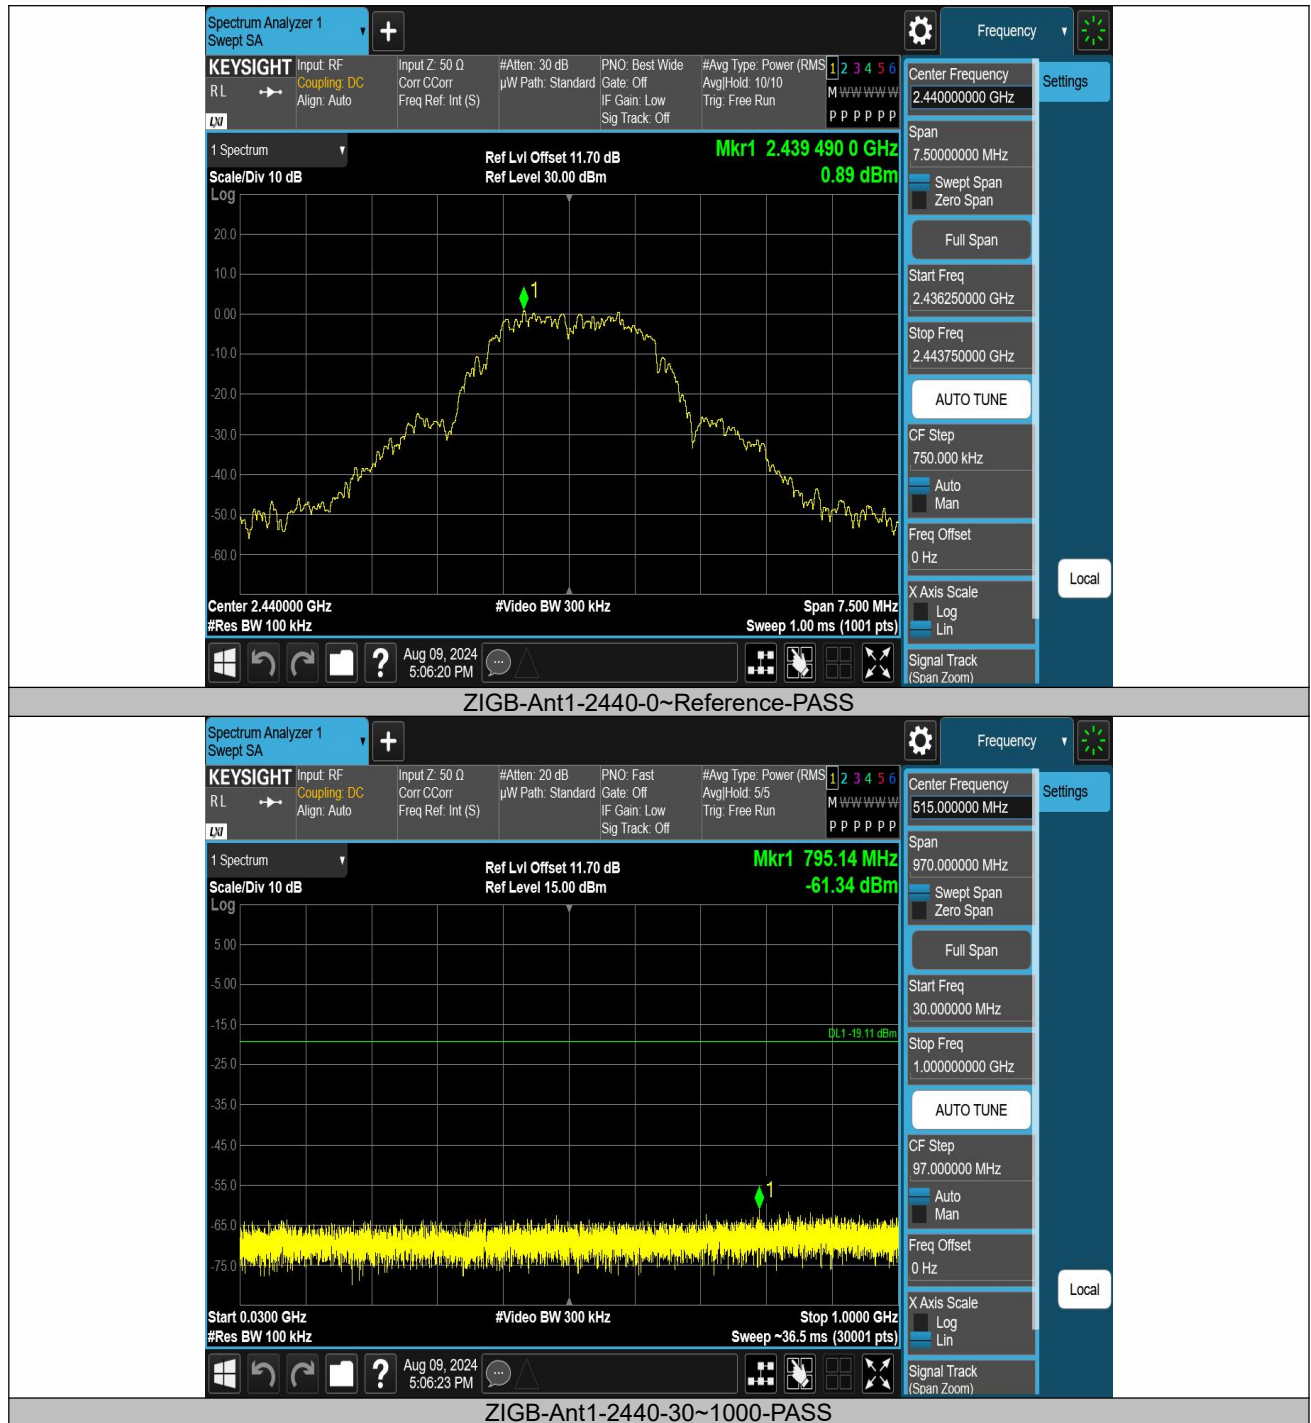 Spectrum Analyzer 1
Swept SA
Frequency
KEYSIGHT
RL
LXI
Input: RF
Coupling: DC
Align: Auto
Input Z: 50 Ω
Corr CCorr
Freq Ref: Int (S)
#Atten: 30 dB
µW Path: Standard
PNO: Best Wide
Gate: Off
IF Gain: Low
Sig Track: Off
#Avg Type: Power (RMS
Avg|Hold: 10/10
Trig: Free Run
1 2 3 4 5 6
M W W W W W
P P P P P P
1 Spectrum
Scale/Div 10 dB
Log
Ref Lvl Offset 11.70 dB
Ref Level 30.00 dBm
Mkr1 2.439 490 0 GHz
0.89 dBm
20.0
10.0
0.00
-10.0
-20.0
-30.0
-40.0
-50.0
-60.0
1
Center 2.440000 GHz
#Res BW 100 kHz
#Video BW 300 kHz
Span 7.500 MHz
Sweep 1.00 ms (1001 pts)
Aug 09, 2024
5:06:20 PM
Center Frequency
2.440000000 GHz
Settings
Span
7.50000000 MHz
Swept Span
Zero Span
Full Span
Start Freq
2.436250000 GHz
Stop Freq
2.443750000 GHz
AUTO TUNE
CF Step
750.000 kHz
Auto
Man
Freq Offset
0 Hz
X Axis Scale
Log
Lin
Local
Signal Track
(Span Zoom)
ZIGB-Ant1-2440-0~Reference-PASS
Spectrum Analyzer 1
Swept SA
Frequency
KEYSIGHT
RL
LXI
Input: RF
Coupling: DC
Align: Auto
Input Z: 50 Ω
Corr CCorr
Freq Ref: Int (S)
#Atten: 20 dB
µW Path: Standard
PNO: Fast
Gate: Off
IF Gain: Low
Sig Track: Off
#Avg Type: Power (RMS
Avg|Hold: 5/5
Trig: Free Run
1 2 3 4 5 6
M W W W W W
P P P P P P
1 Spectrum
Scale/Div 10 dB
Log
Ref Lvl Offset 11.70 dB
Ref Level 15.00 dBm
Mkr1 795.14 MHz
-61.34 dBm
5.00
-5.00
-15.0
DL1 -19.11 dBm
-25.0
-35.0
-45.0
-55.0
-65.0
-75.0
1
Start 0.0300 GHz
#Res BW 100 kHz
#Video BW 300 kHz
Stop 1.0000 GHz
Sweep ~36.5 ms (30001 pts)
Aug 09, 2024
5:06:23 PM
Center Frequency
515.000000 MHz
Settings
Span
970.000000 MHz
Swept Span
Zero Span
Full Span
Start Freq
30.000000 MHz
Stop Freq
1.000000000 GHz
AUTO TUNE
CF Step
97.000000 MHz
Auto
Man
Freq Offset
0 Hz
X Axis Scale
Log
Lin
Local
Signal Track
(Span Zoom)
ZIGB-Ant1-2440-30~1000-PASS